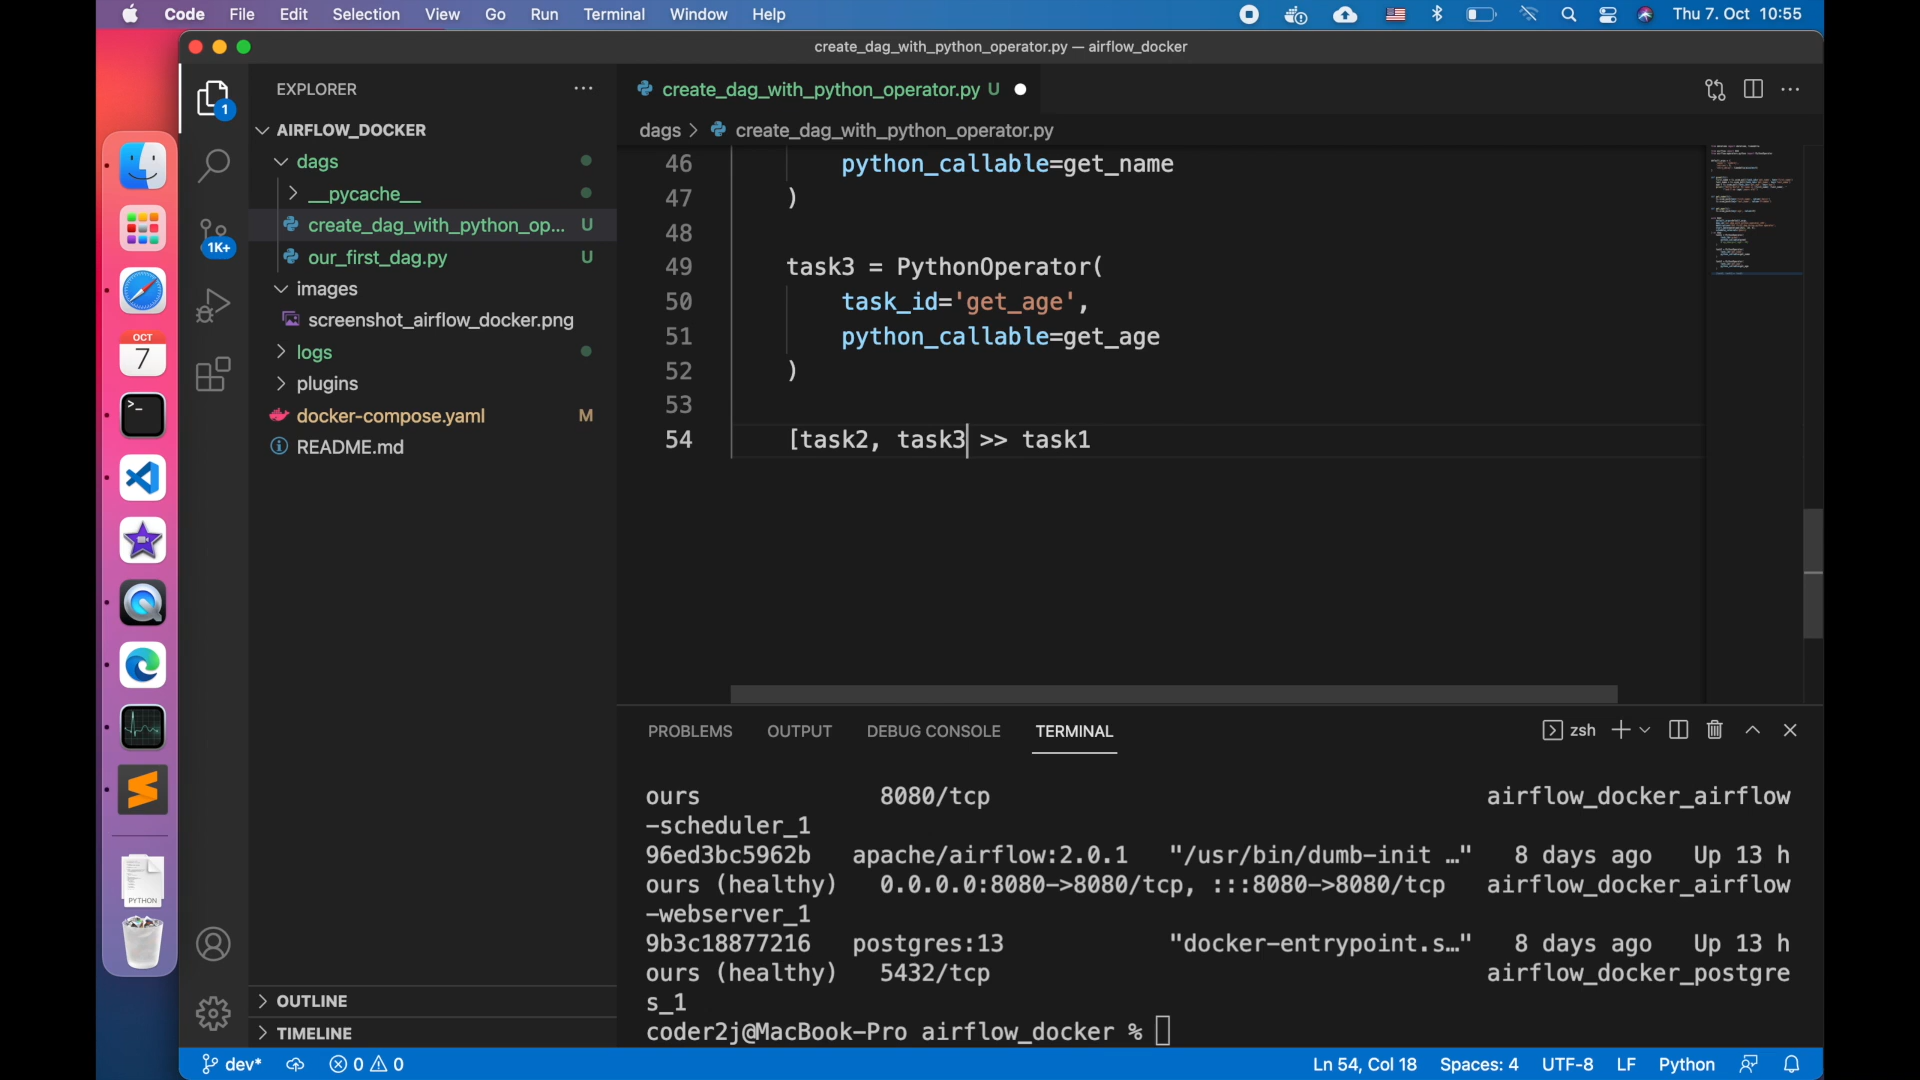 Code File Edit Selection View Go Run Terminal Window Help Thu 7. Oct 10:55
create_dag_with_python_operator.py — airflow_docker
EXPLORER
create_dag_with_python_operator.py U
1
AIRFLOW_DOCKER
dags > create_dag_with_python_operator.py
dags
46 python_callable=get_name
__pycache__
47 )
create_dag_with_python_op... U
48
1K+
our_first_dag.py U
49 task3 = PythonOperator(
images
50 task_id='get_age',
screenshot_airflow_docker.png
51 python_callable=get_age
logs
52 )
OCT
7
plugins
53
docker-compose.yaml M
54 [task2, task3 >> task1
README.md
PROBLEMS OUTPUT DEBUG CONSOLE TERMINAL zsh
ours 8080/tcp airflow_docker_airflow
-scheduler_1
96ed3bc5962b apache/airflow:2.0.1 "/usr/bin/dumb-init …" 8 days ago Up 13 h
ours (healthy) 0.0.0.0:8080->8080/tcp, :::8080->8080/tcp airflow_docker_airflow
-webserver_1
9b3c18877216 postgres:13 "docker-entrypoint.s…" 8 days ago Up 13 h
ours (healthy) 5432/tcp airflow_docker_postgre
s_1
coder2j@MacBook-Pro airflow_docker %
PYTHON
OUTLINE
TIMELINE
dev* 0 0 Ln 54, Col 18 Spaces: 4 UTF-8 LF Python